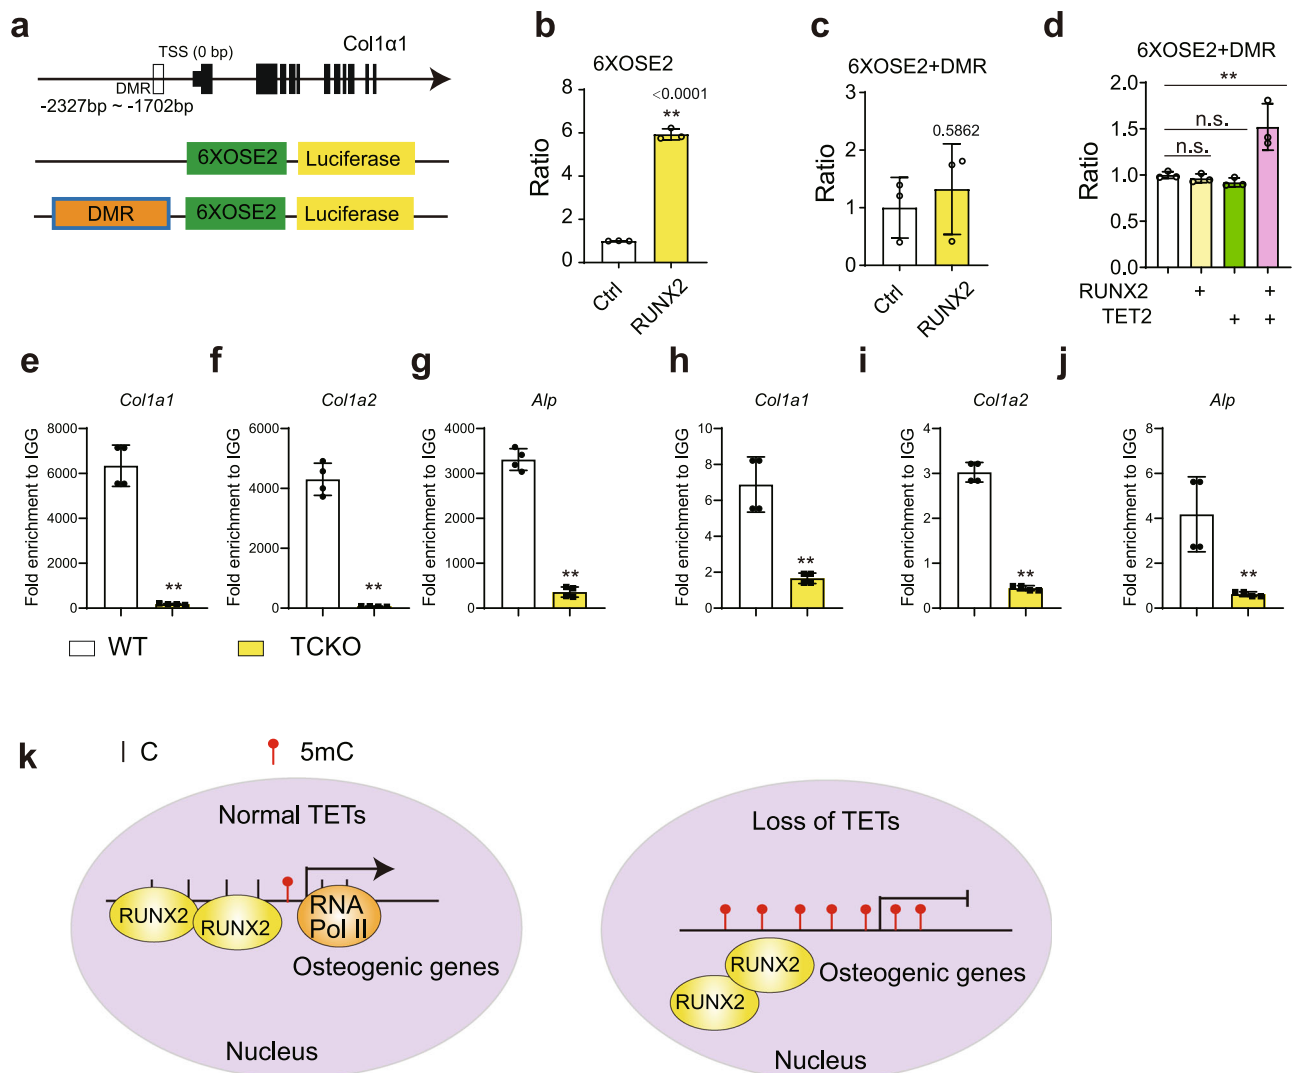 a
TSS (0 bp)
Col1α1
DMR
-2327bp ~ -1702bp
6XOSE2
Luciferase
DMR
6XOSE2
Luciferase
b
6XOSE2
<0.0001
**
Ratio
8
6
4
2
0
Ctrl
RUNX2
c
6XOSE2+DMR
0.5862
Ratio
3
2
1
0
Ctrl
RUNX2
d
6XOSE2+DMR
**
n.s.
n.s.
Ratio
2.0
1.5
1.0
0.5
0.0
RUNX2 + +
TET2 + +
e
Col1a1
Fold enrichment to IGG
8000
6000
4000
2000
0
**
f
Col1a2
Fold enrichment to IGG
6000
4000
2000
0
**
g
Alp
Fold enrichment to IGG
4000
3000
2000
1000
0
**
h
Col1a1
Fold enrichment to IGG
10
8
6
4
2
0
**
i
Col1a2
Fold enrichment to IGG
4
3
2
1
0
**
j
Alp
Fold enrichment to IGG
8
6
4
2
0
**
WT
TCKO
k
C
5mC
Normal TETs
RUNX2
RUNX2
RNA
Pol II
Osteogenic genes
Nucleus
Loss of TETs
RUNX2
RUNX2
Osteogenic genes
Nucleus